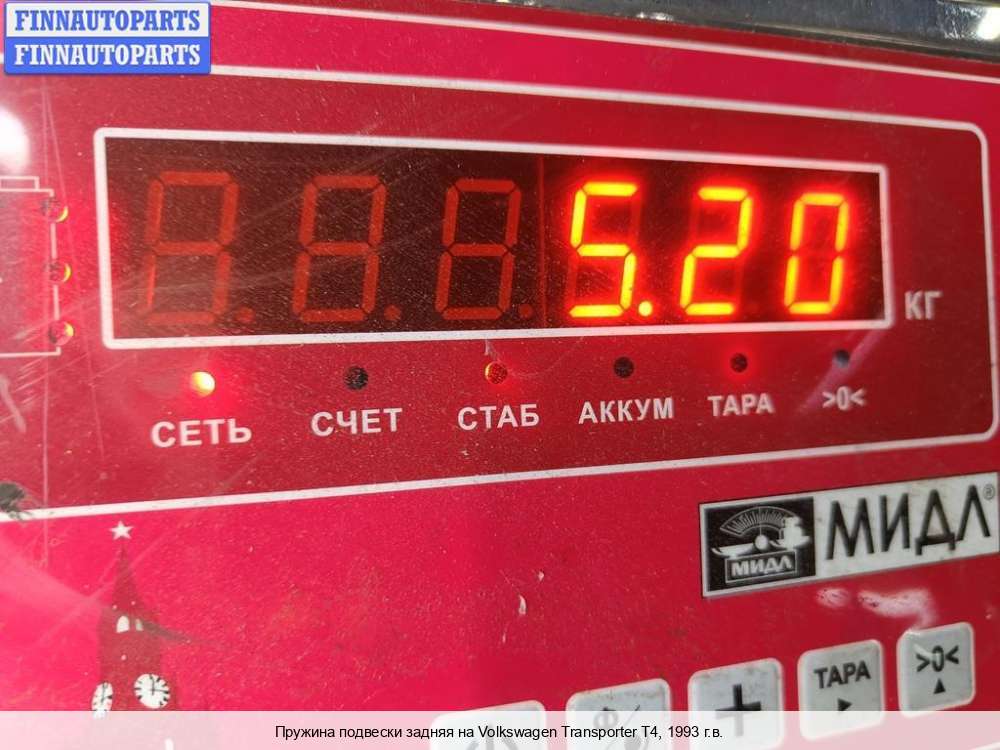 FINNAUTOPARTS
FINNAUTOPARTS
5.20
КГ
СЕТЬ СЧЕТ СТАБ АККУМ ТАРА >0<
МИДЛ®
МИДЛ
+ ТАРА >0<
Пружина подвески задняя на Volkswagen Transporter T4, 1993 г.в.